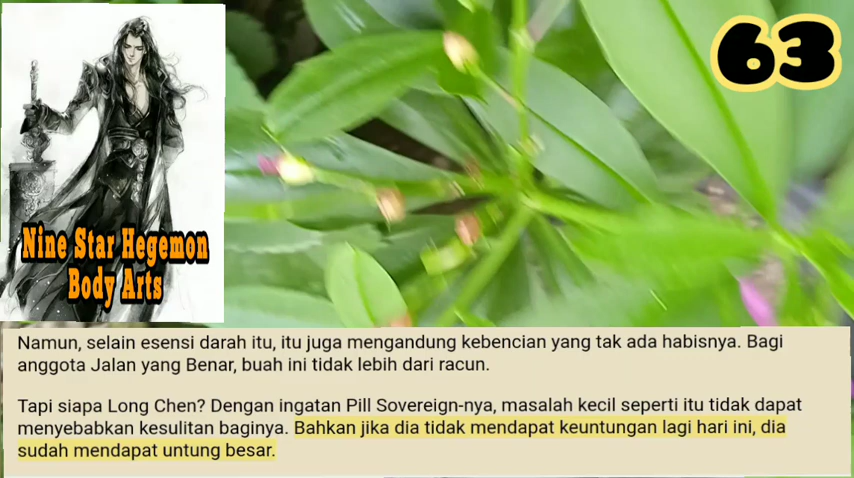 63
Nine Star Hegemon
Body Arts
Namun, selain esensi darah itu, itu juga mengandung kebencian yang tak ada habisnya. Bagi
anggota Jalan yang Benar, buah ini tidak lebih dari racun.
Tapi siapa Long Chen? Dengan ingatan Pill Sovereign-nya, masalah kecil seperti itu tidak dapat
menyebabkan kesulitan baginya. Bahkan jika dia tidak mendapat keuntungan lagi hari ini, dia
sudah mendapat untung besar.